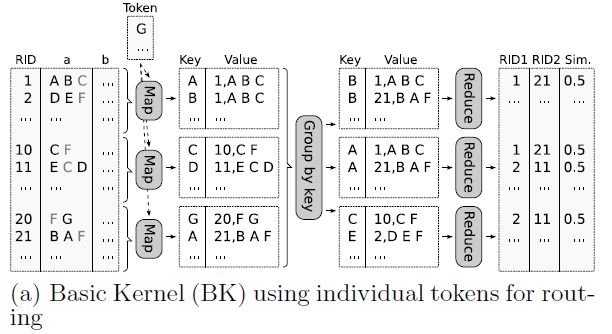 Token
G
...
RID a b Key Value Key Value RID1 RID2 Sim.
1 A B C ... Map A 1,A B C B 1,A B C Reduce 1 21 0.5
2 D E F ... B 1,A B C B 21,B A F ... ... ...
... ... ... ... ... ...
10 C F ... Map C 10,C F Group by key A 1,A B C Reduce 1 21 0.5
11 E C D ... D 11,E C D A 21,B A F 2 11 0.5
... ... ... ... ... ... ... ... ...
20 F G ... Map G 20,F G C 10,C F Reduce 2 11 0.5
21 B A F ... A 21,B A F E 2,D E F ... ... ...
... ... ... ... ... ...
(a) Basic Kernel (BK) using individual tokens for rout-
ing